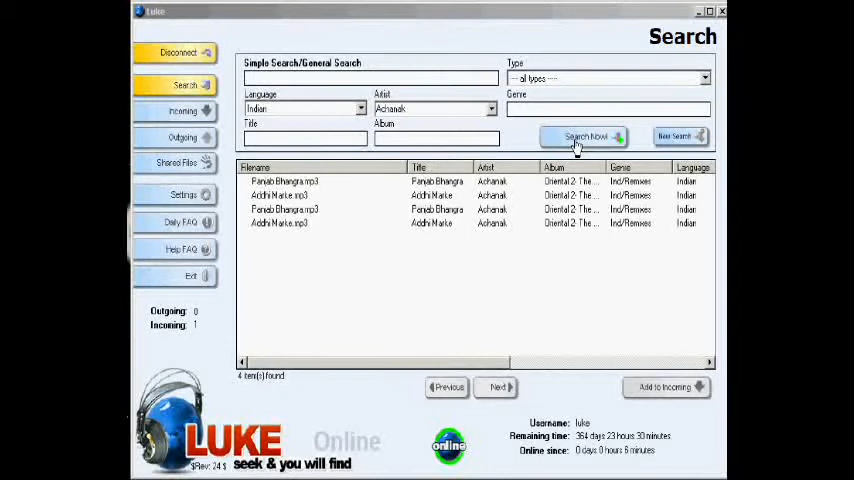 Luke
Search
Disconnect
Search
Incoming
Outgoing
Shared Files
Settings
Daily FAQ
Help FAQ
Exit
Outgoing: 0
Incoming: 1
Simple Search/General Search
Type
--- all types ----
Language
Artist
Genre
Indian
Achanak
Title
Album
Search Now!
New Search
Filename Title Artist Album Genre Language
Panjab Bhangra.mp3 Panjab Bhangra Achanak Oriental 2- The ... Ind/Remixes Indian
Addhi Marke.mp3 Addhi Marke Achanak Oriental 2- The ... Ind/Remixes Indian
Panjab Bhangra.mp3 Panjab Bhangra Achanak Oriental 2- The ... Ind/Remixes Indian
Addhi Marke.mp3 Addhi Marke Achanak Oriental 2- The ... Ind/Remixes Indian
4 item(s) found
Previous
Next
Add to Incoming
LUKE Online
$Rev: 24 $ seek & you will find
online
Username: luke
Remaining time: 364 days 23 hours 30 minutes
Online since: 0 days 0 hours 6 minutes